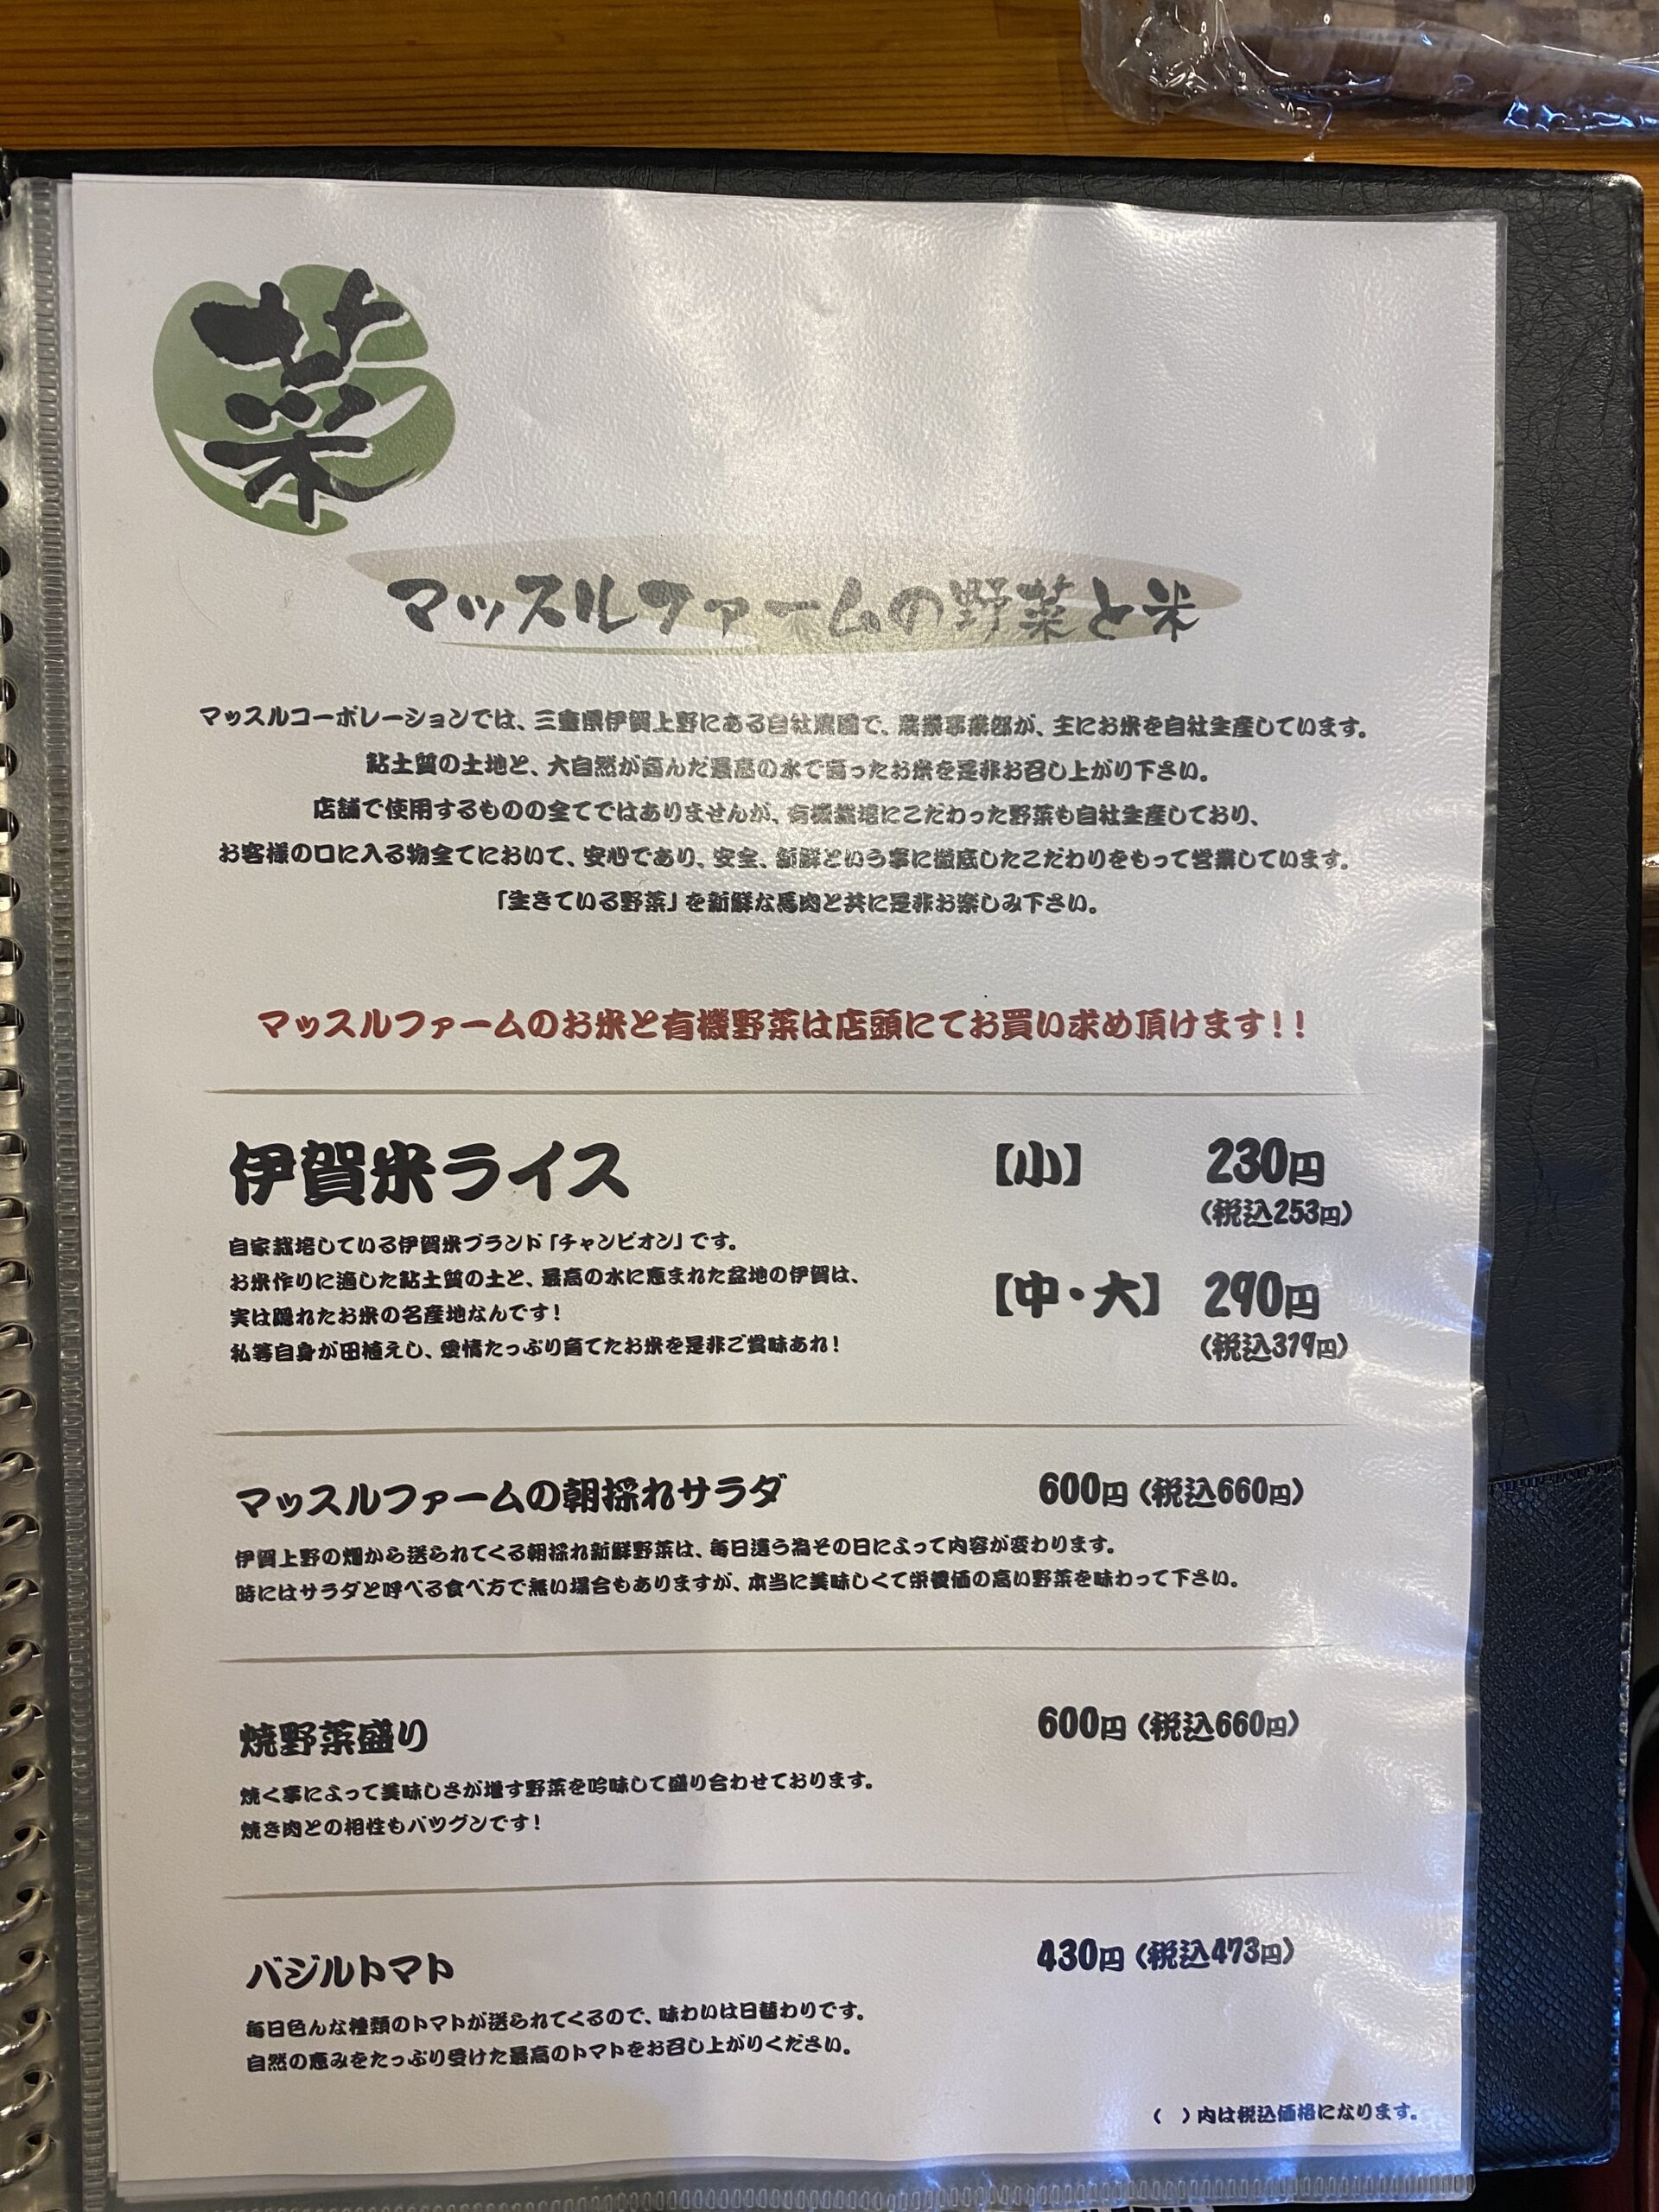 菜
マッスルファームの野菜と米
マッスルコーポレーションでは、三重県伊賀上野にある自社農園で、農業事業部が、主にお米を自社生産しています。
粘土質の土地と、大自然が育んだ最高の水で育ったお米を是非お召し上がり下さい。
店舗で使用するものの全てではありませんが、有機栽培にこだわった野菜も自社生産しており、
お客様の口に入る物全てにおいて、安心であり、安全、新鮮という事に徹底したこだわりをもって営業しています。
「生きている野菜」を新鮮な馬肉と共に是非お楽しみ下さい。
マッスルファームのお米と有機野菜は店頭にてお買い求め頂けます！！
伊賀米ライス 【小】 230円
（税込253円）
自家栽培している伊賀米ブランド「チャンピオン」です。
お米作りに適した粘土質の土と、最高の水に恵まれた盆地の伊賀は、
【中・大】 290円
実は隠れたお米の名産地なんです！
私等自身が田植えし、愛情たっぷり育てたお米を是非ご賞味あれ！
（税込319円）
マッスルファームの朝採れサラダ 600円（税込660円）
伊賀上野の畑から送られてくる朝採れ新鮮野菜は、毎日違う為その日によって内容が変わります。
時にはサラダと呼べる食べ方で無い場合もありますが、本当に美味しくて栄養価の高い野菜を味わって下さい。
焼野菜盛り 600円（税込660円）
焼く事によって美味しさが増す野菜を吟味して盛り合わせております。
焼き肉との相性もバツグンです！
バジルトマト 430円（税込473円）
毎日色んな種類のトマトが送られてくるので、味わいは日替わりです。
自然の恵みをたっぷり受けた最高のトマトをお召し上がりください。
（　）内は税込価格になります。